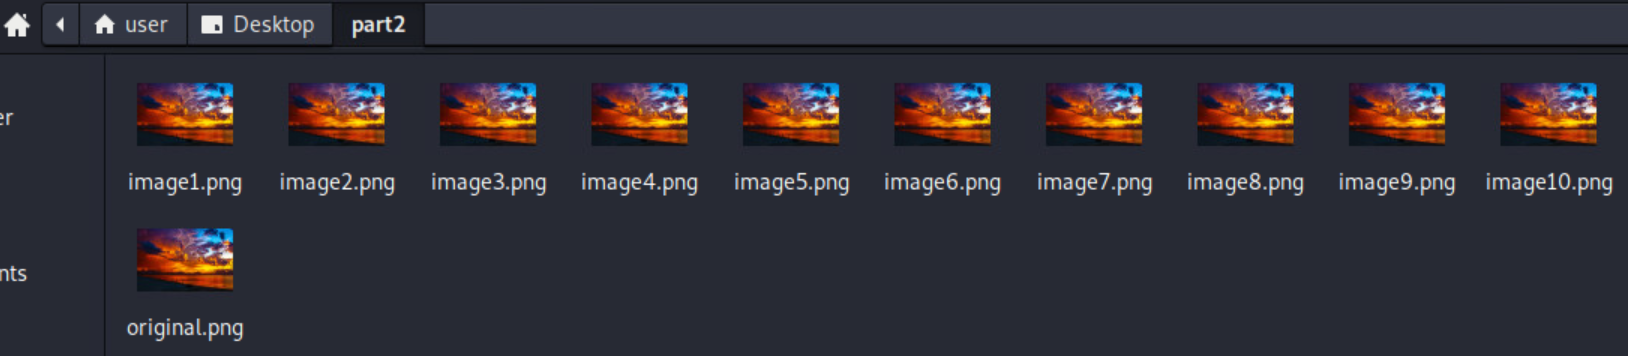 user Desktop part2
er
image1.png image2.png image3.png image4.png image5.png image6.png image7.png image8.png image9.png image10.png
nts
original.png